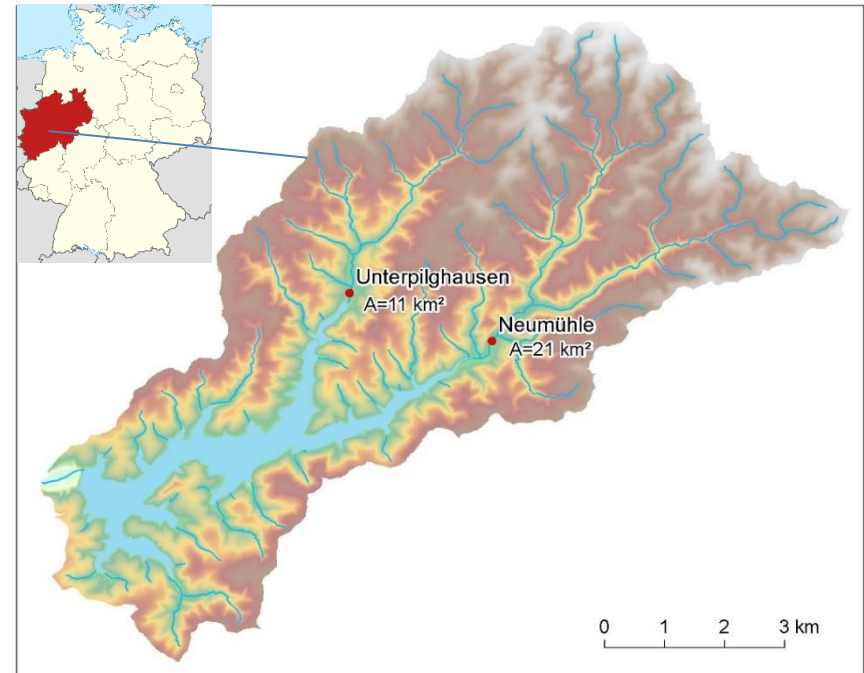 Unterpilghausen
A=11 km²
Neumühle
A=21 km²
0 1 2 3 km